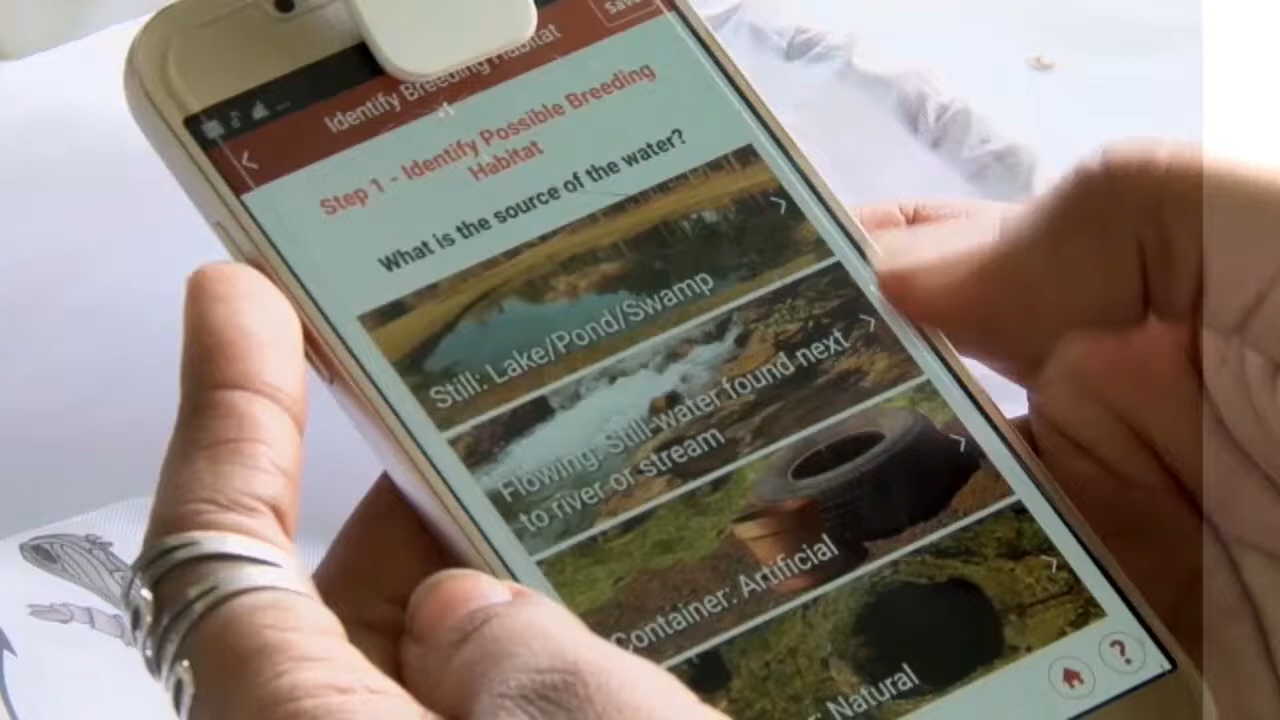 save
Identify Breeding Habitat
Step 1 - Identify Possible Breeding
Habitat
What is the source of the water?
Still: Lake/Pond/Swamp
Flowing: Still water found next
to river or stream
Container: Artificial
: Natural
?